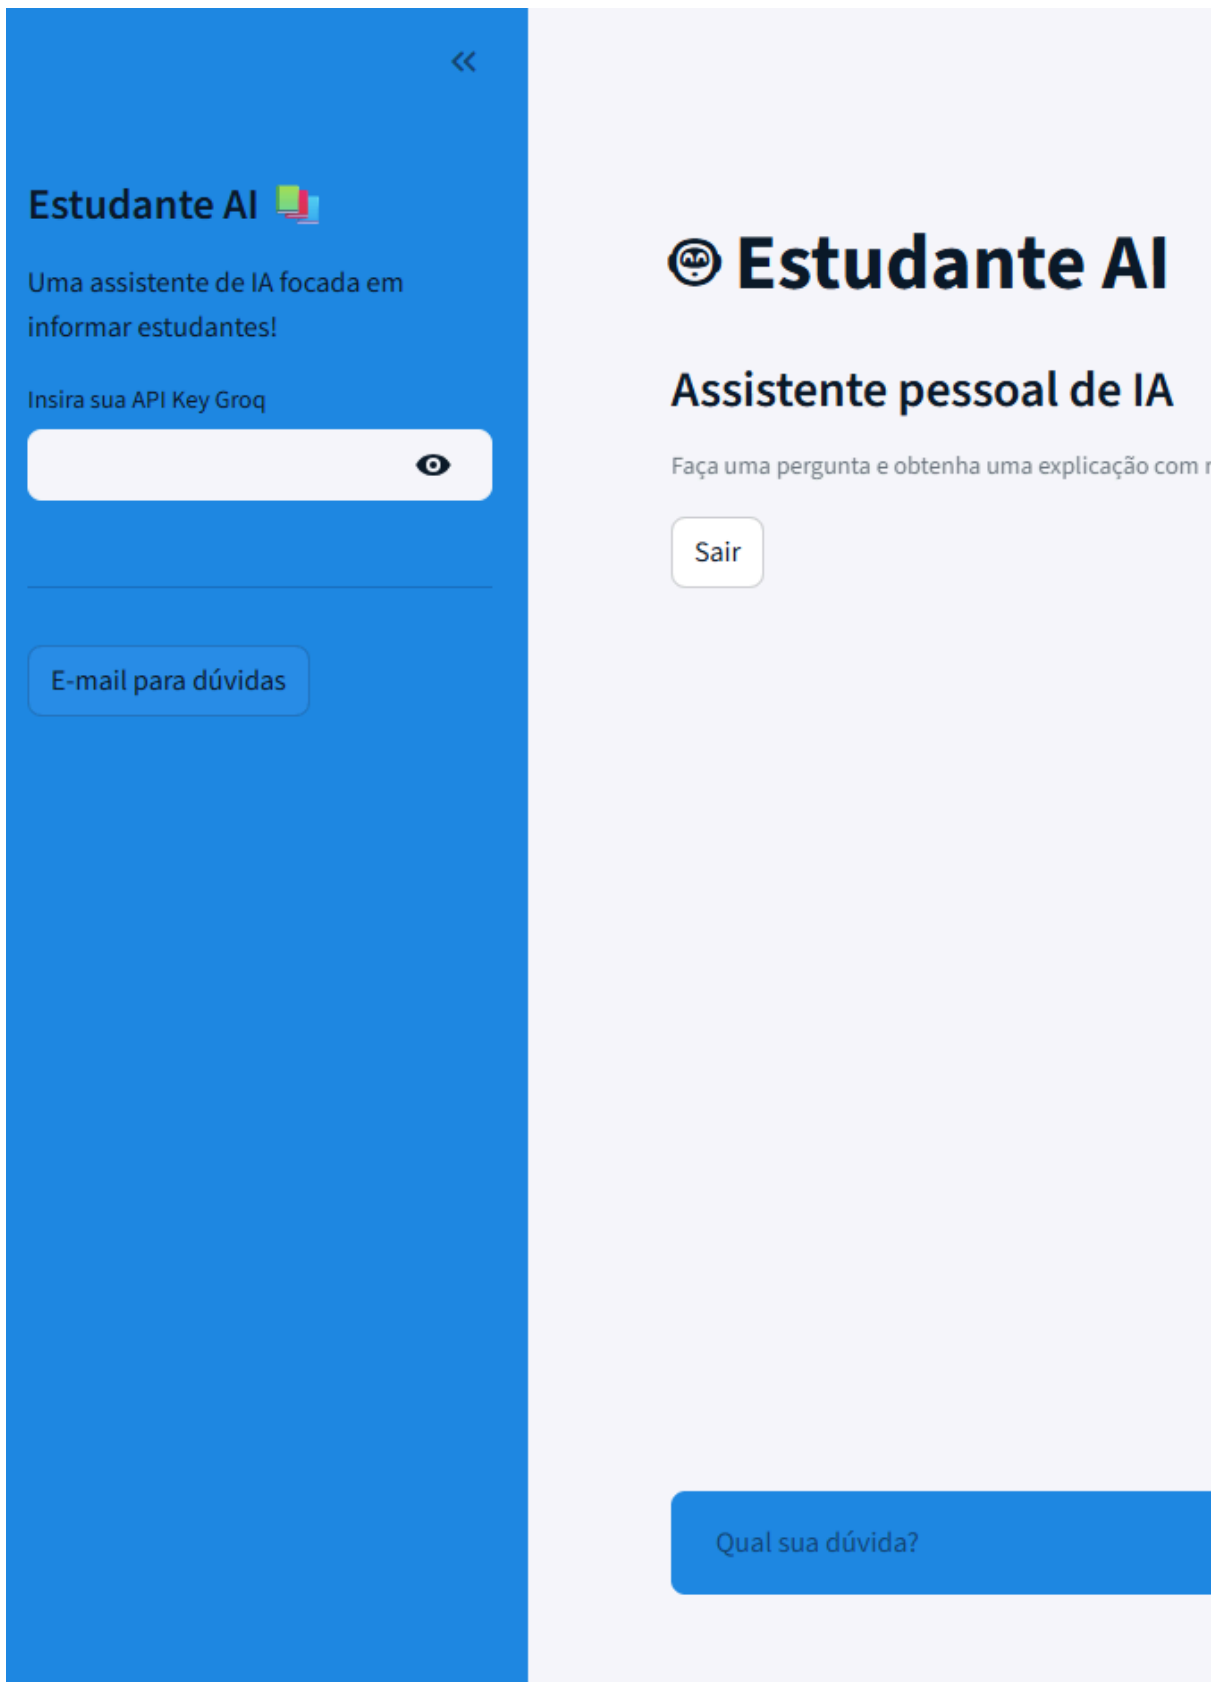 Estudante AI
Uma assistente de IA focada em
informar estudantes!
Insira sua API Key Groq
E-mail para dúvidas
Estudante AI
Assistente pessoal de IA
Faça uma pergunta e obtenha uma explicação com
Sair
Qual sua dúvida?